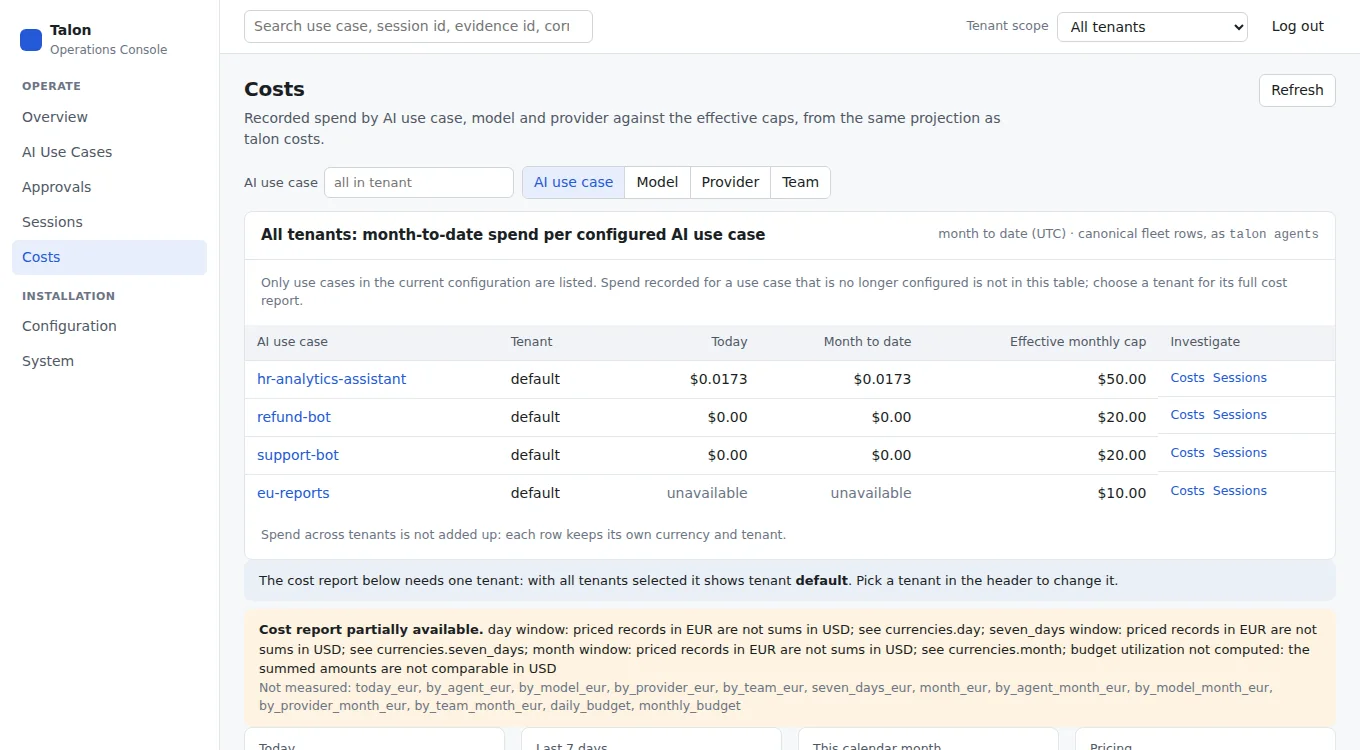 Talon
Operations Console
OPERATE
Overview
AI Use Cases
Approvals
Sessions
Costs
INSTALLATION
Configuration
System
Search use case, session id, evidence id, corr
Tenant scope All tenants Log out
Costs
Refresh
Recorded spend by AI use case, model and provider against the effective caps, from the same projection as
talon costs.
AI use case all in tenant AI use case Model Provider Team
All tenants: month-to-date spend per configured AI use case month to date (UTC) · canonical fleet rows, as talon agents
Only use cases in the current configuration are listed. Spend recorded for a use case that is no longer configured is not in this table; choose a tenant for its full cost
report.
AI use case Tenant Today Month to date Effective monthly cap Investigate
hr-analytics-assistant default $0.0173 $0.0173 $50.00 Costs Sessions
refund-bot default $0.00 $0.00 $20.00 Costs Sessions
support-bot default $0.00 $0.00 $20.00 Costs Sessions
eu-reports default unavailable unavailable $10.00 Costs Sessions
Spend across tenants is not added up: each row keeps its own currency and tenant.
The cost report below needs one tenant: with all tenants selected it shows tenant default. Pick a tenant in the header to change it.
Cost report partially available. day window: priced records in EUR are not sums in USD; see currencies.day; seven_days window: priced records in EUR are not
sums in USD; see currencies.seven_days; month window: priced records in EUR are not sums in USD; see currencies.month; budget utilization not computed: the
summed amounts are not comparable in USD
Not measured: today_eur, by_agent_eur, by_model_eur, by_provider_eur, by_team_eur, seven_days_eur, month_eur, by_agent_month_eur, by_model_month_eur,
by_provider_month_eur, by_team_month_eur, daily_budget, monthly_budget
Today Last 7 days This calendar month Pricing